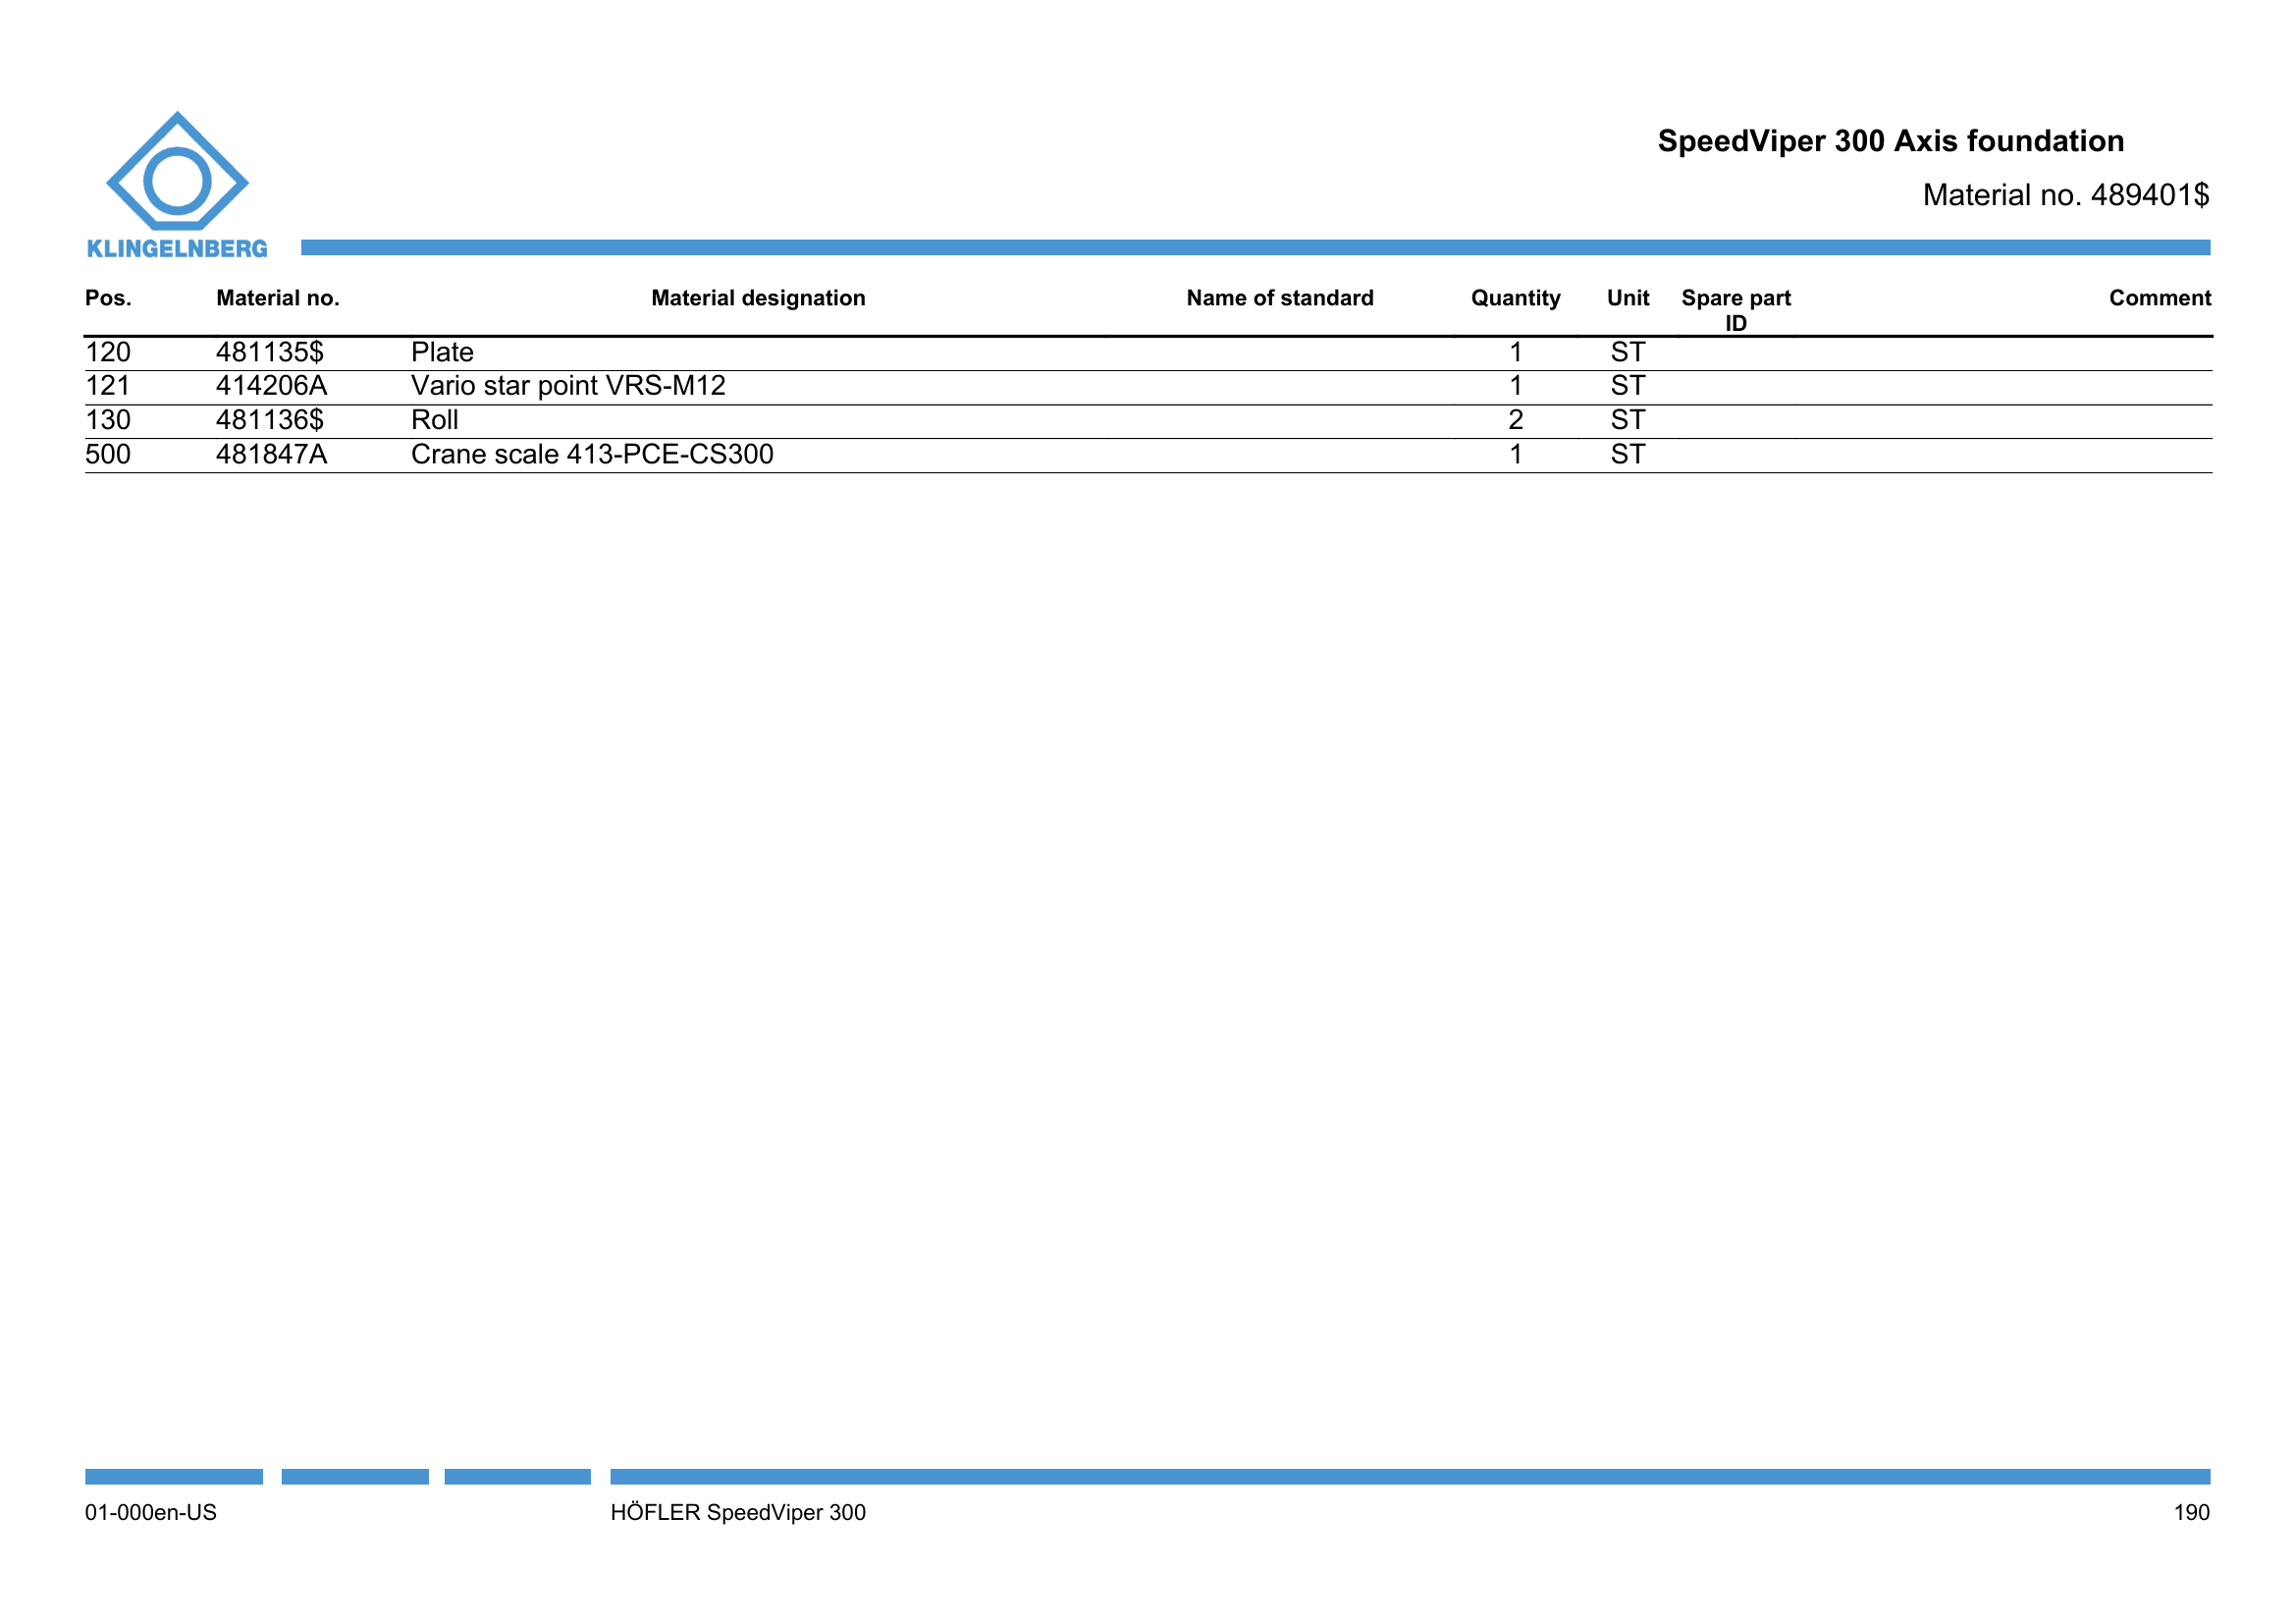 SpeedViper 300 Axis foundation
Material no. 489401$
KLINGELNBERG
Pos. Material no. Material designation Name of standard Quantity Unit Spare part ID Comment
120 481135$ Plate 1 ST
121 414206A Vario star point VRS-M12 1 ST
130 481136$ Roll 2 ST
500 481847A Crane scale 413-PCE-CS300 1 ST
01-000en-US HÖFLER SpeedViper 300 190